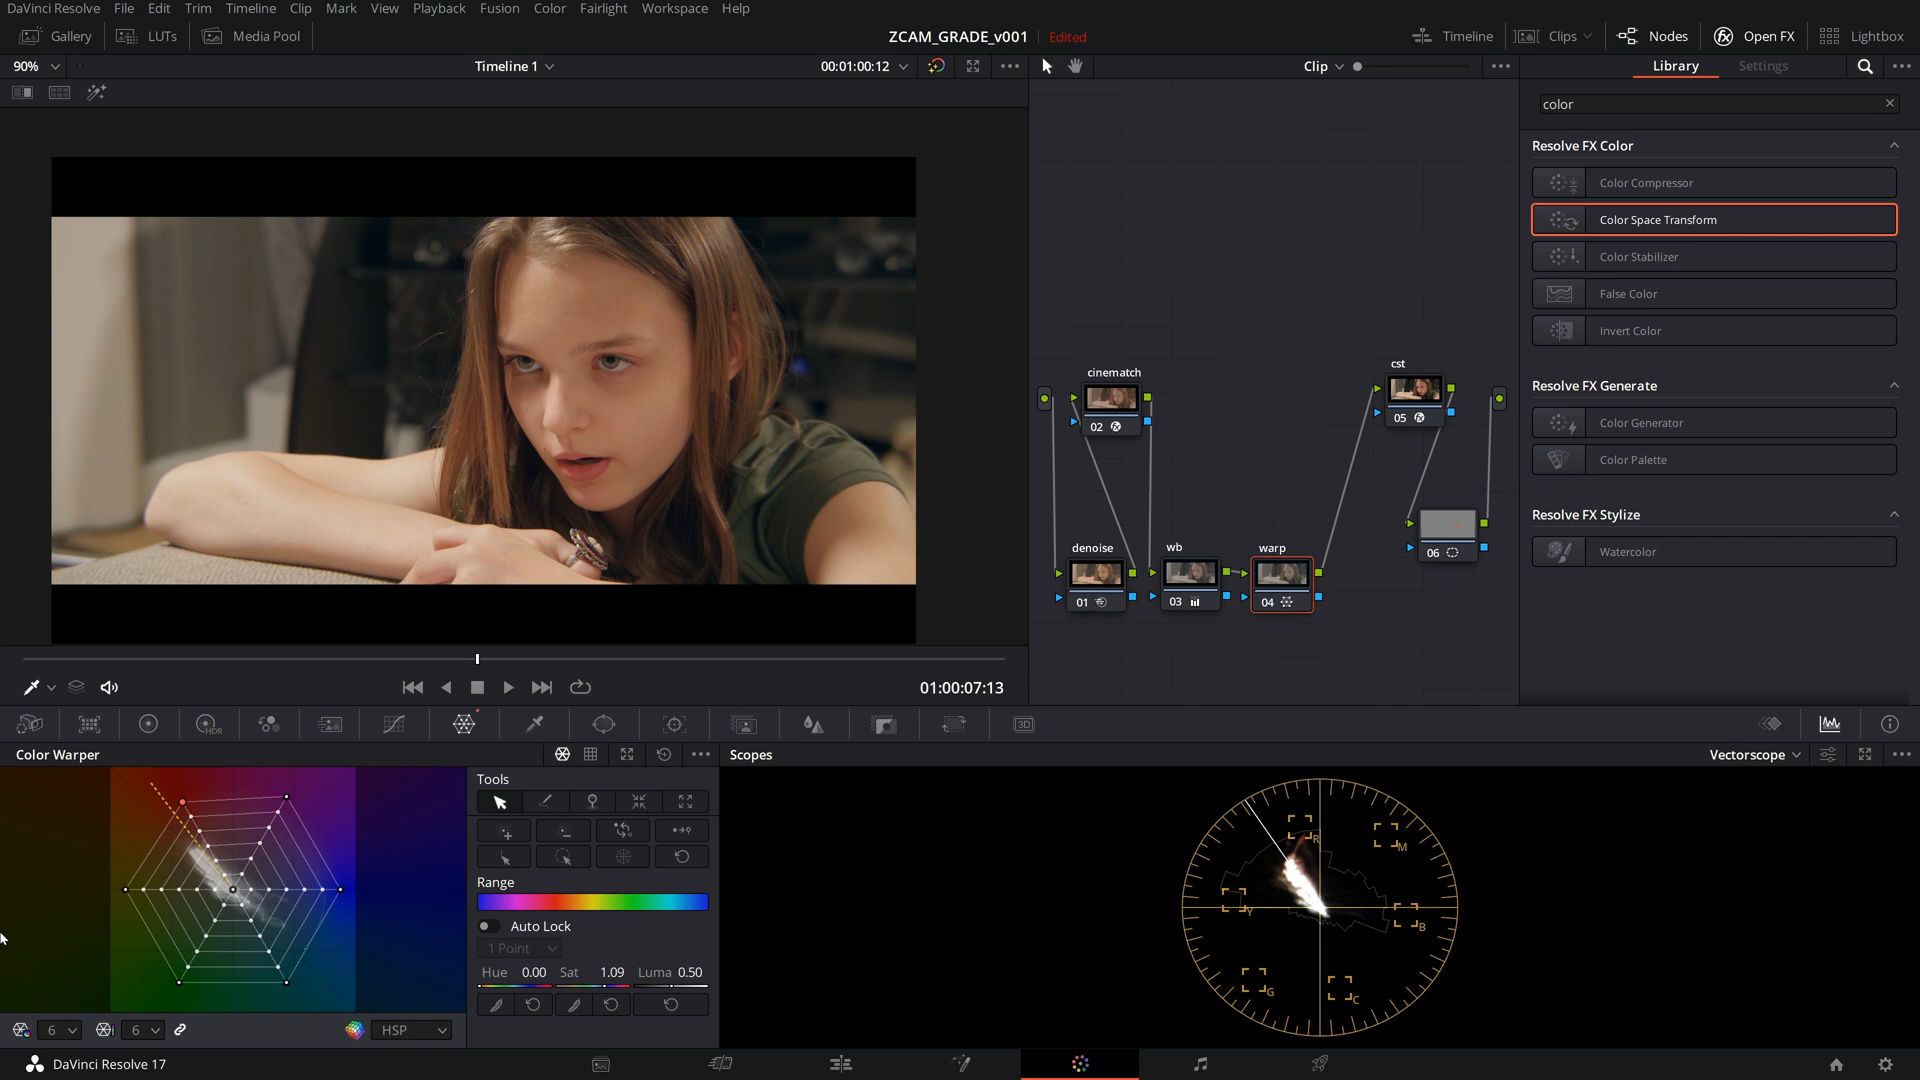 DaVinci Resolve File Edit Trim Timeline Clip Mark View Playback Fusion Color Fairlight Workspace Help
Gallery LUTs Media Pool ZCAM_GRADE_v001 Edited Timeline Clips Nodes Open FX Lightbox
90% Timeline 1 00:01:00:12 Clip Library Settings
color
Resolve FX Color
Color Compressor
Color Space Transform
Color Stabilizer
False Color
Invert Color
Resolve FX Generate
Color Generator
Color Palette
Resolve FX Stylize
Watercolor
cst
cinematch
05
02
06
denoise wb warp
01 03 04
01:00:07:13
HDR
3D
Color Warper
Scopes
Vectorscope
Tools
Range
Auto Lock
1 Point
Hue 0.00 Sat 1.09 Luma 0.50
R
M
Y
B
G
C
6 6 HSP
DaVinci Resolve 17